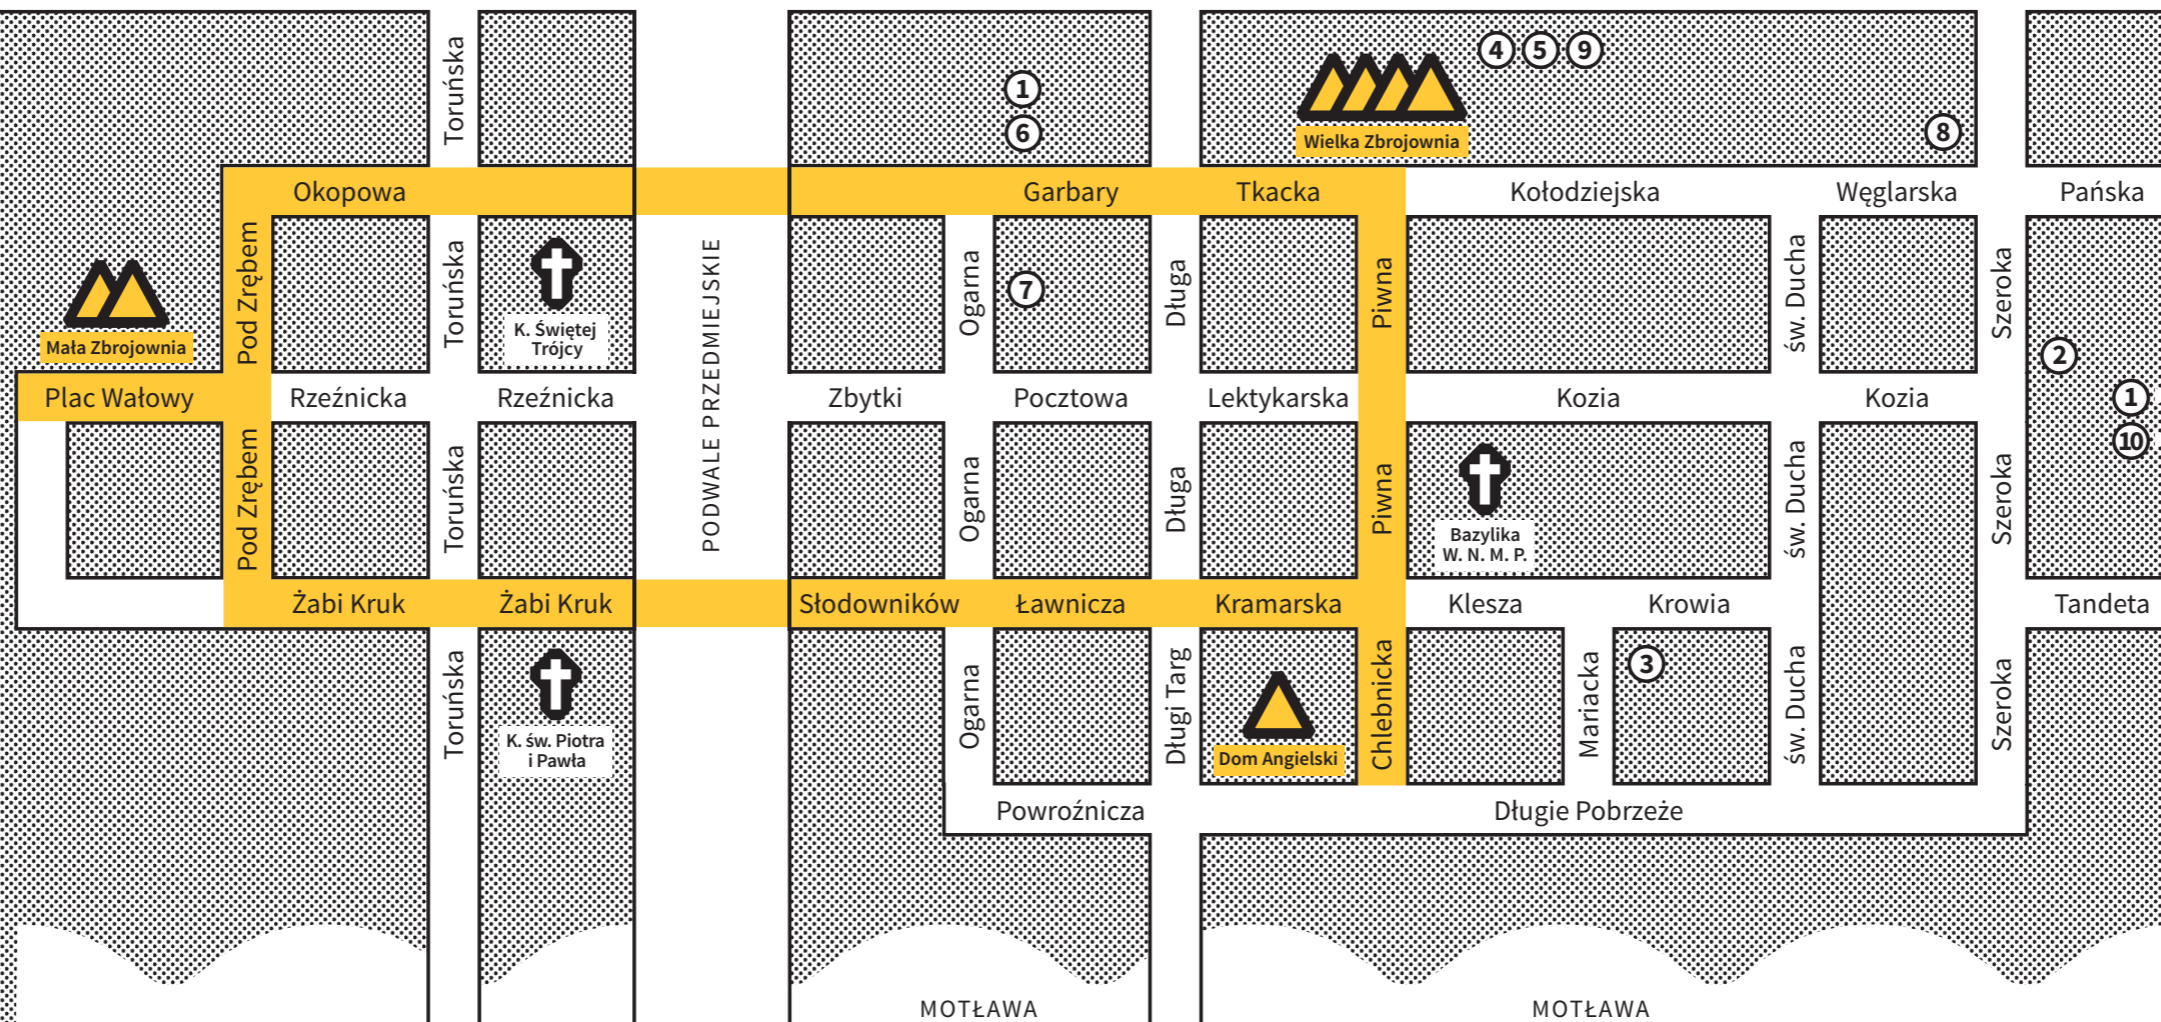 Toruńska
4 5 9
1
6
8
Wielka Zbrojownia
Okopowa
Garbary
Tkacka
Kołodziejska
Węglarska
Pańska
Pod Zrębem
Toruńska
K. Świętej
Trójcy
PODWALE PRZEDMIEJSKIE
Ogarna
7
Długa
Piwna
św. Ducha
Szeroka
Mała Zbrojownia
2
Plac Wałowy
Rzeźnicka
Rzeźnicka
Zbytki
Pocztowa
Lektykarska
Kozia
Kozia
1
10
Pod Zrębem
Toruńska
Ogarna
Długa
Piwna
Bazylika
W. N. M. P.
św. Ducha
Szeroka
Żabi Kruk
Żabi Kruk
Słodowników
Ławnicza
Kramarska
Klesza
Krowia
Tandeta
Toruńska
K. św. Piotra
i Pawła
Ogarna
Długi Targ
Dom Angielski
Chlebnicka
Mariacka
3
św. Ducha
Szeroka
Powroźnicza
Długie Pobrzeże
MOTŁAWA
MOTŁAWA